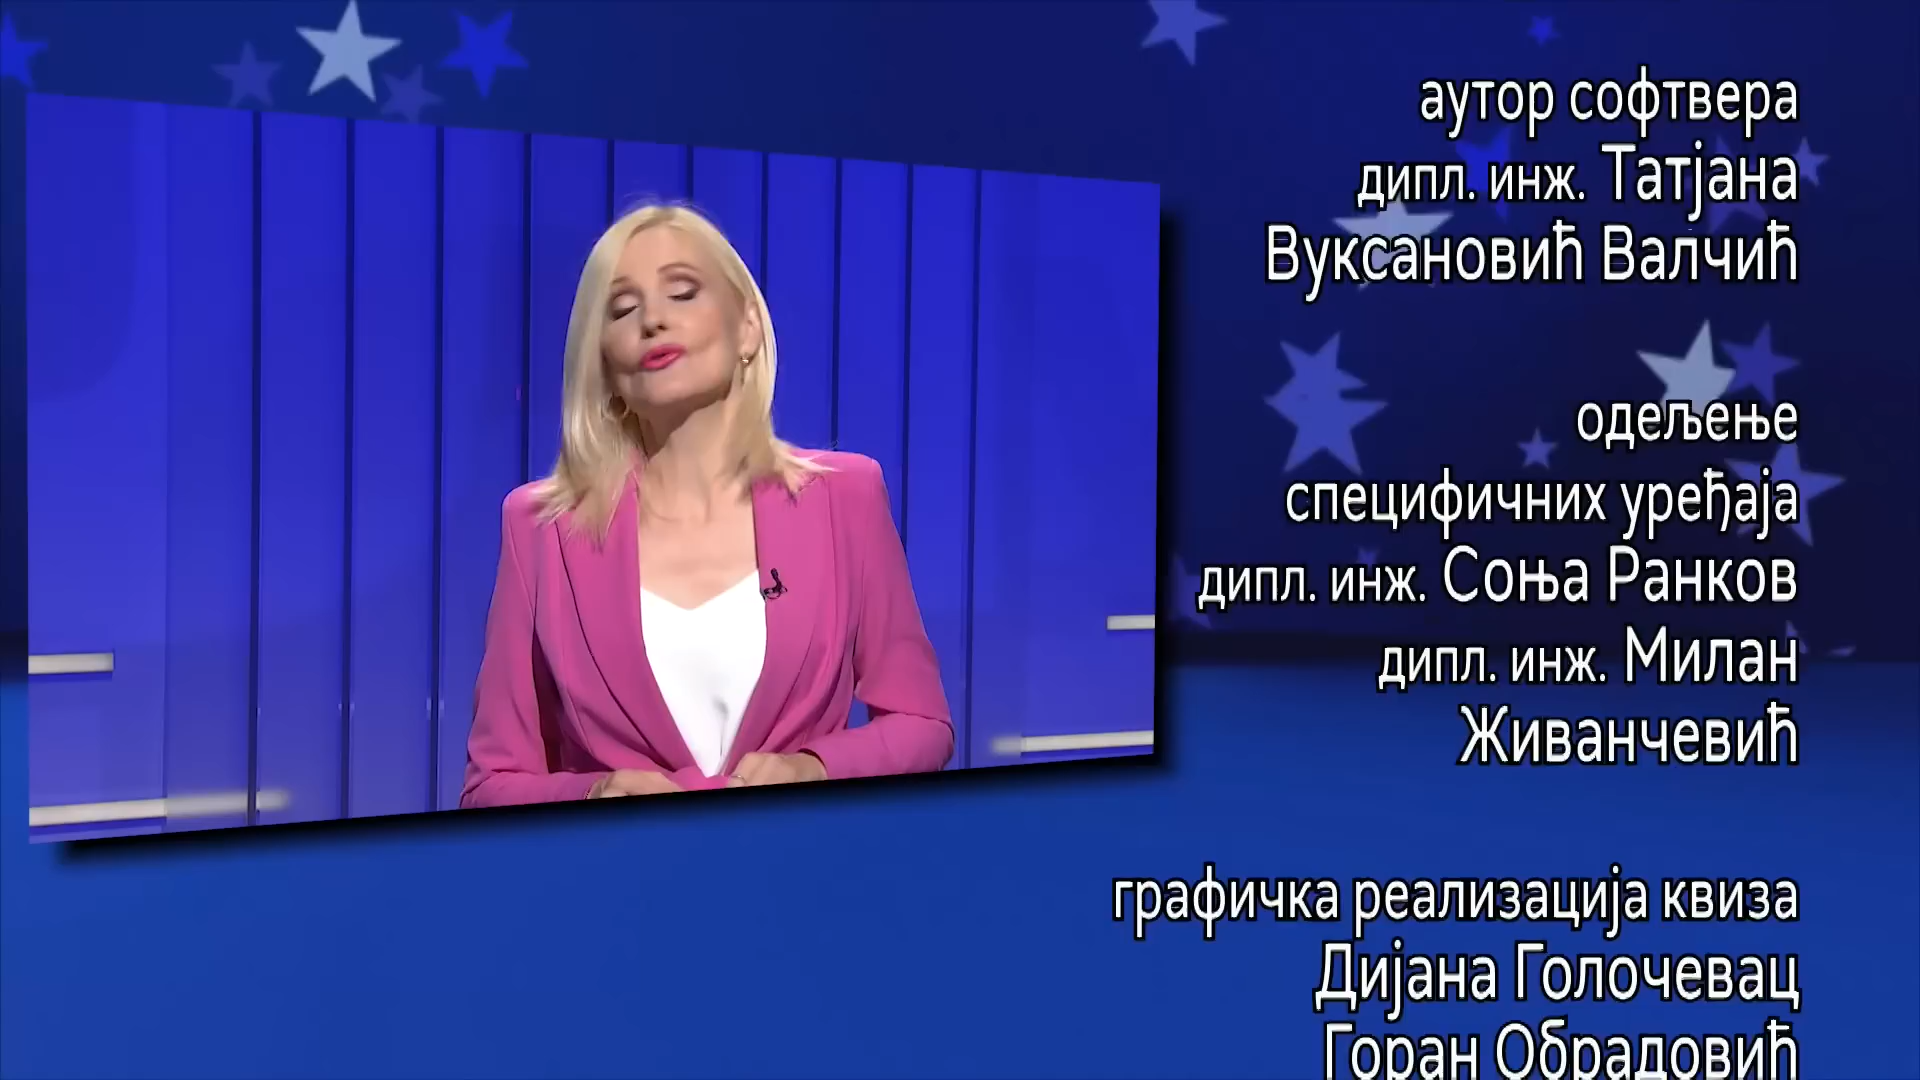 аутор софтвера
дипл. инж. Татјана
Вуксановић Валчић
одељење
специфичних уређаја
дипл. инж. Соња Ранков
дипл. инж. Милан
Живанчевић
графичка реализација квиза
Дијана Голочевац
Горан Обрадовић